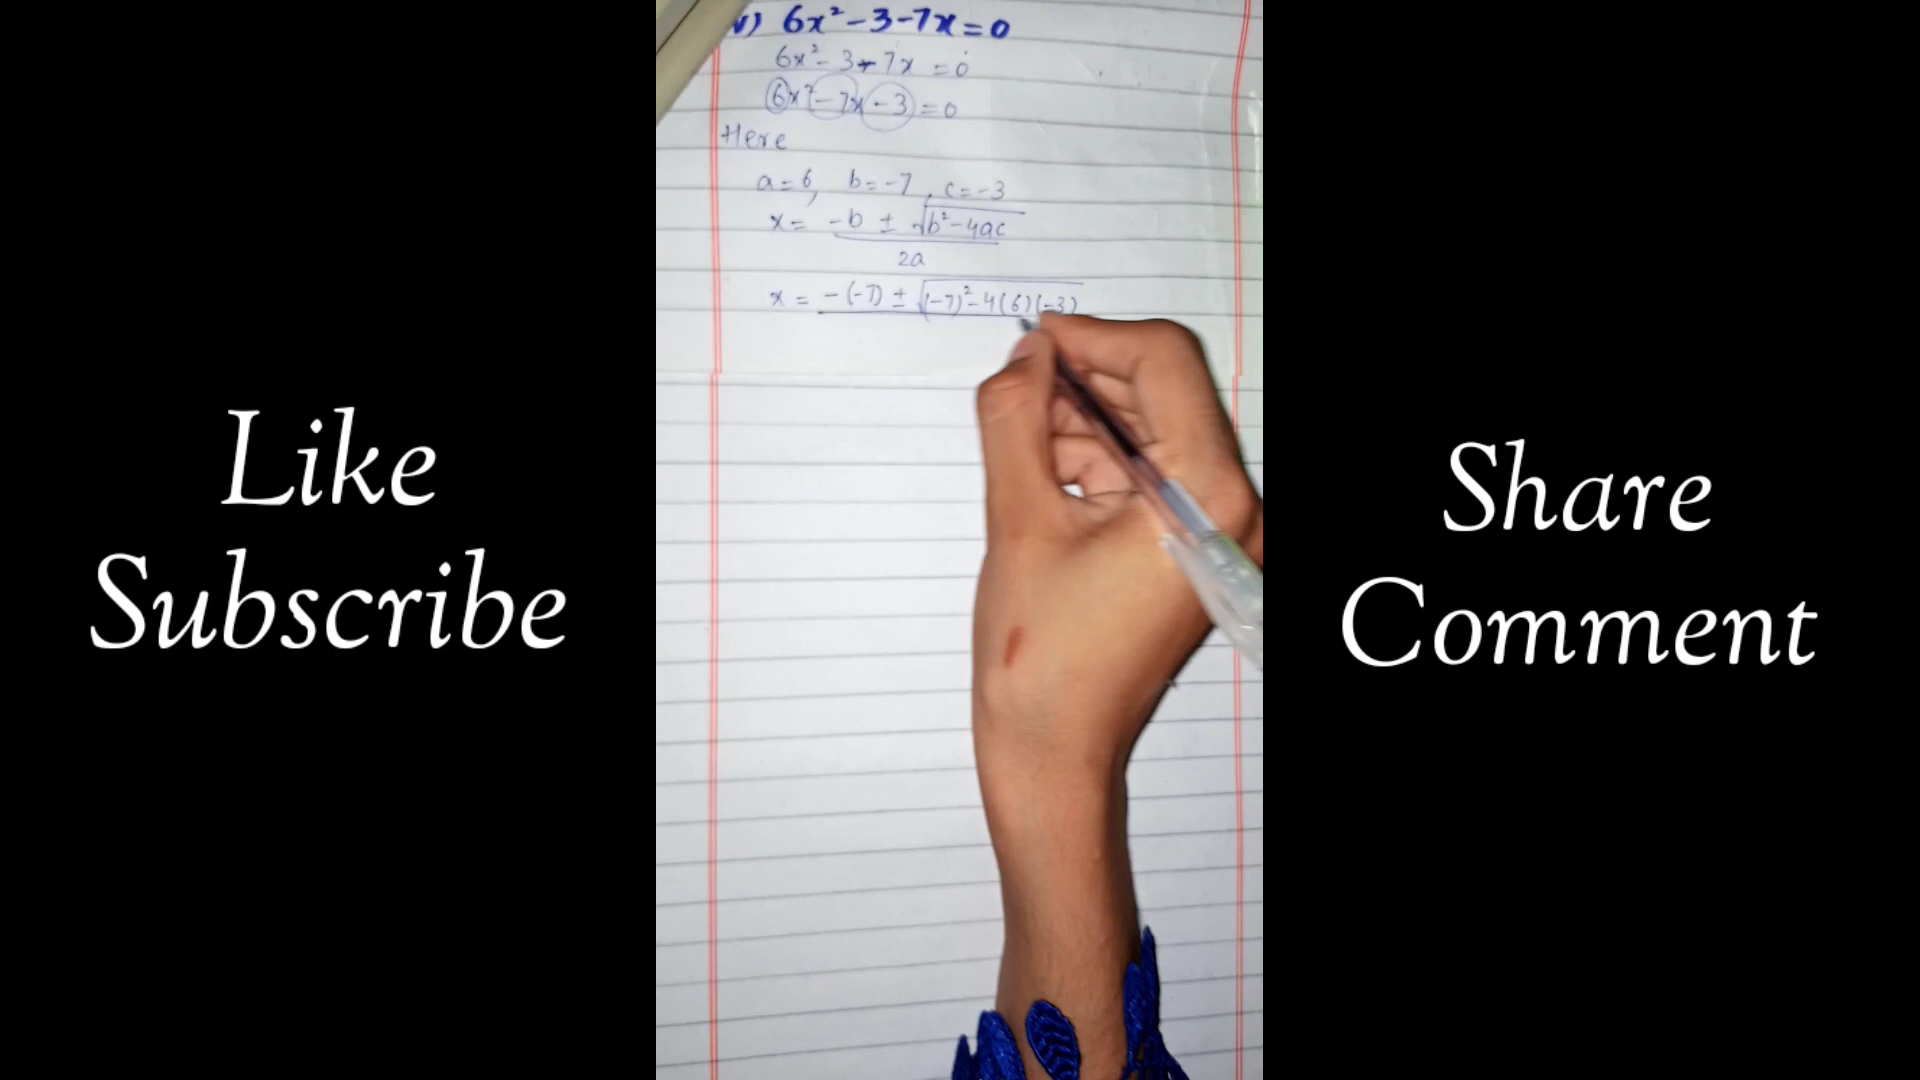 v) 6x² - 3 - 7x = 0
6x² - 3 - 7x = 0
6x² - 7x - 3 = 0
Here
a = 6, b = -7, c = -3
x = -b ± √b² - 4ac
2a
x = -(-7) ± √(-7)² - 4(6)(-3)
Like
Subscribe
Share
Comment